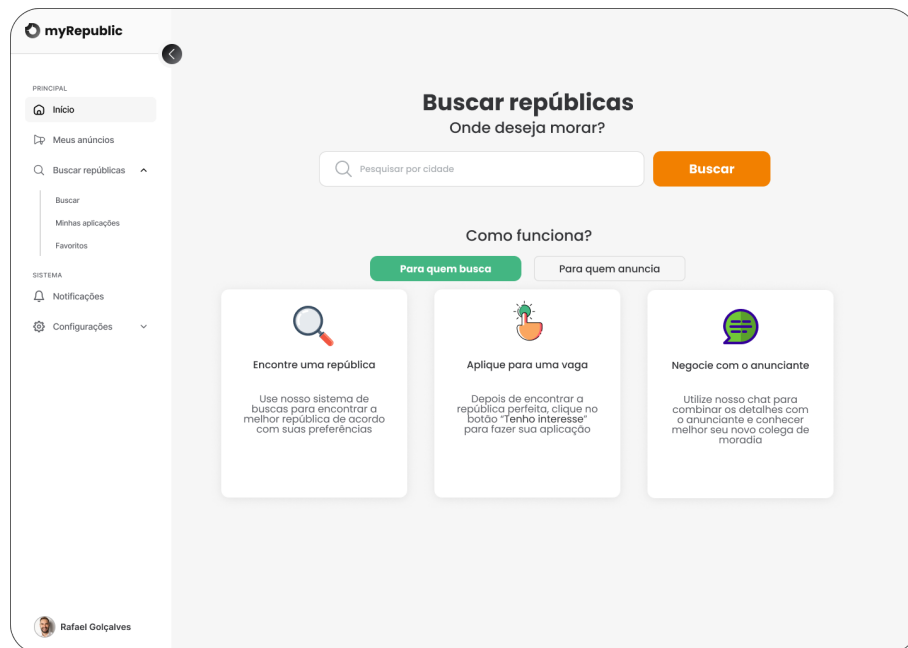 myRepublic
PRINCIPAL
Início
Meus anúncios
Buscar repúblicas
Buscar
Minhas aplicações
Favoritos
SISTEMA
Notificações
Configurações
Rafael Golçalves
Buscar repúblicas
Onde deseja morar?
Pesquisar por cidade
Buscar
Como funciona?
Para quem busca
Para quem anuncia
Encontre uma república
Use nosso sistema de
buscas para encontrar a
melhor república de acordo
com suas preferências
Aplique para uma vaga
Depois de encontrar a
república perfeita, clique no
botão “Tenho interesse”
para fazer sua aplicação
Negocie com o anunciante
Utilize nosso chat para
combinar os detalhes com
o anunciante e conhecer
melhor seu novo colega de
moradia